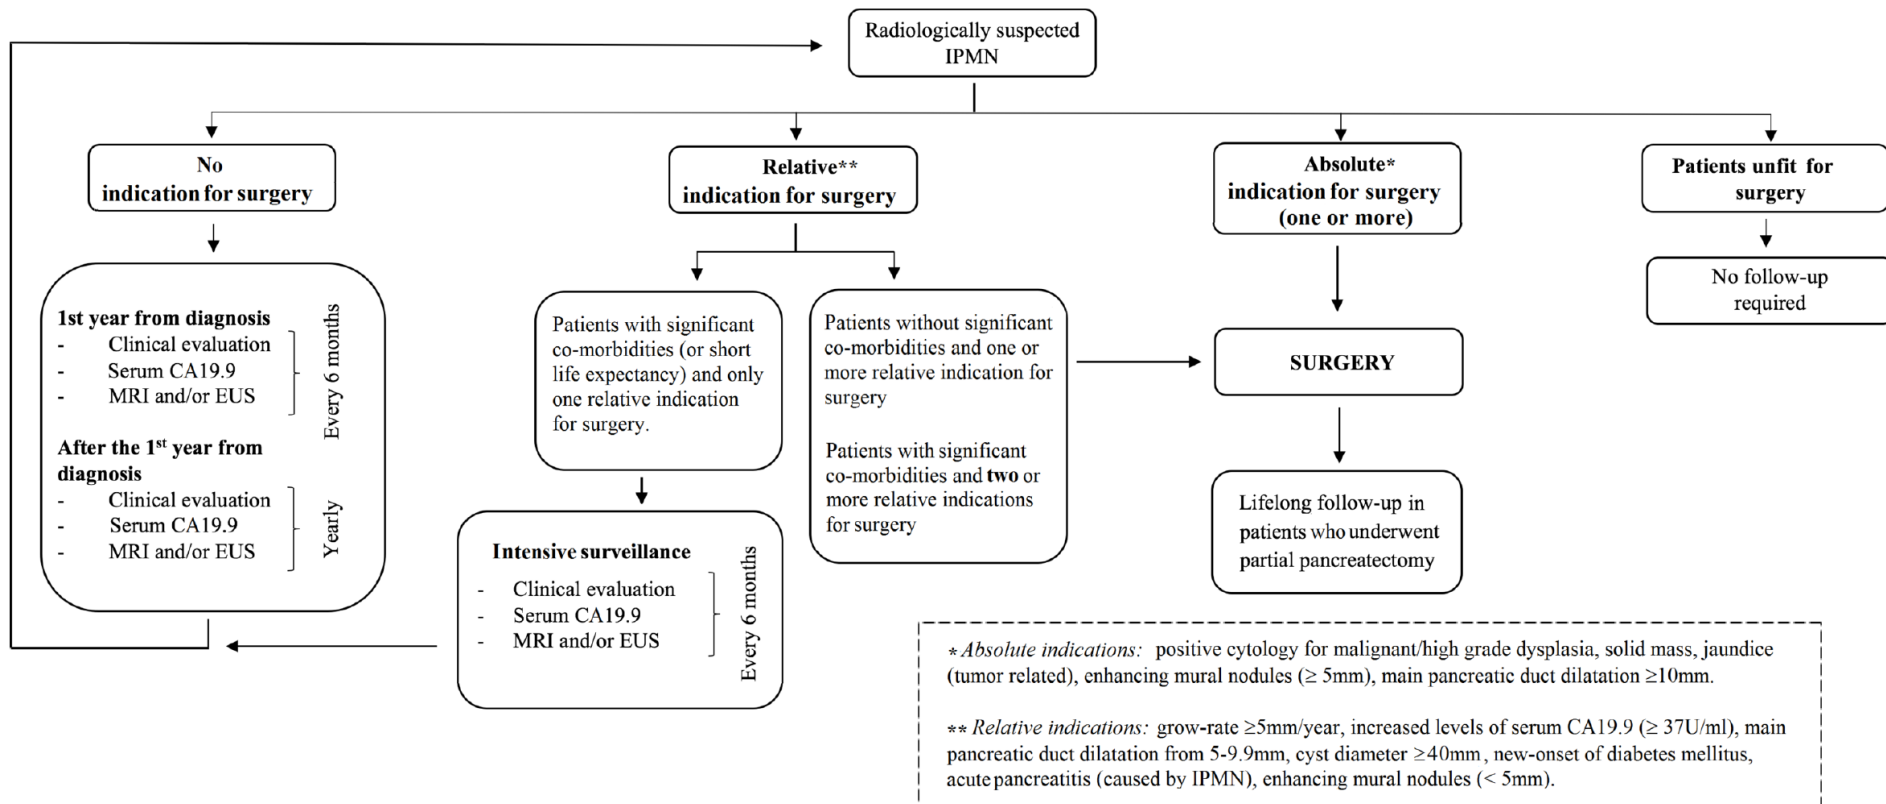 Radiologically suspected
IPMN
No
indication for surgery
Relative**
indication for surgery
Absolute*
indication for surgery
(one or more)
Patients unfit for
surgery
1st year from diagnosis
- Clinical evaluation
- Serum CA19.9
- MRI and/or EUS
Every 6 months
After the 1st year from
diagnosis
- Clinical evaluation
- Serum CA19.9
- MRI and/or EUS
Yearly
Patients with significant
co-morbidities (or short
life expectancy) and only
one relative indication
for surgery.
Patients without significant
co-morbidities and one or
more relative indication for
surgery
Patients with significant
co-morbidities and two or
more relative indications
for surgery
Intensive surveillance
- Clinical evaluation
- Serum CA19.9
- MRI and/or EUS
Every 6 months
SURGERY
Lifelong follow-up in
patients who underwent
partial pancreatectomy
No follow-up
required
* Absolute indications: positive cytology for malignant/high grade dysplasia, solid mass, jaundice
(tumor related), enhancing mural nodules (≥ 5mm), main pancreatic duct dilatation ≥10mm.
** Relative indications: grow-rate ≥5mm/year, increased levels of serum CA19.9 (≥ 37U/ml), main
pancreatic duct dilatation from 5-9.9mm, cyst diameter ≥40mm, new-onset of diabetes mellitus,
acute pancreatitis (caused by IPMN), enhancing mural nodules (< 5mm).